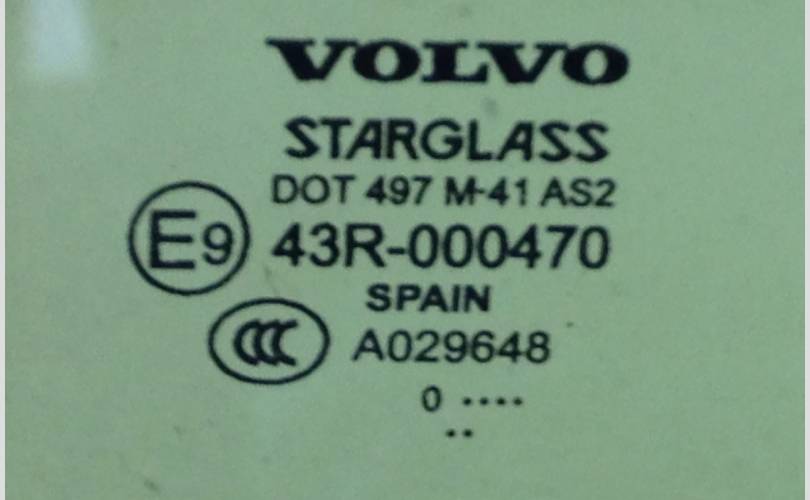 VOLVO
STARGLASS
DOT 497 M-41 AS2
E9 43R-000470
SPAIN
CCC A029648
0 ....
..